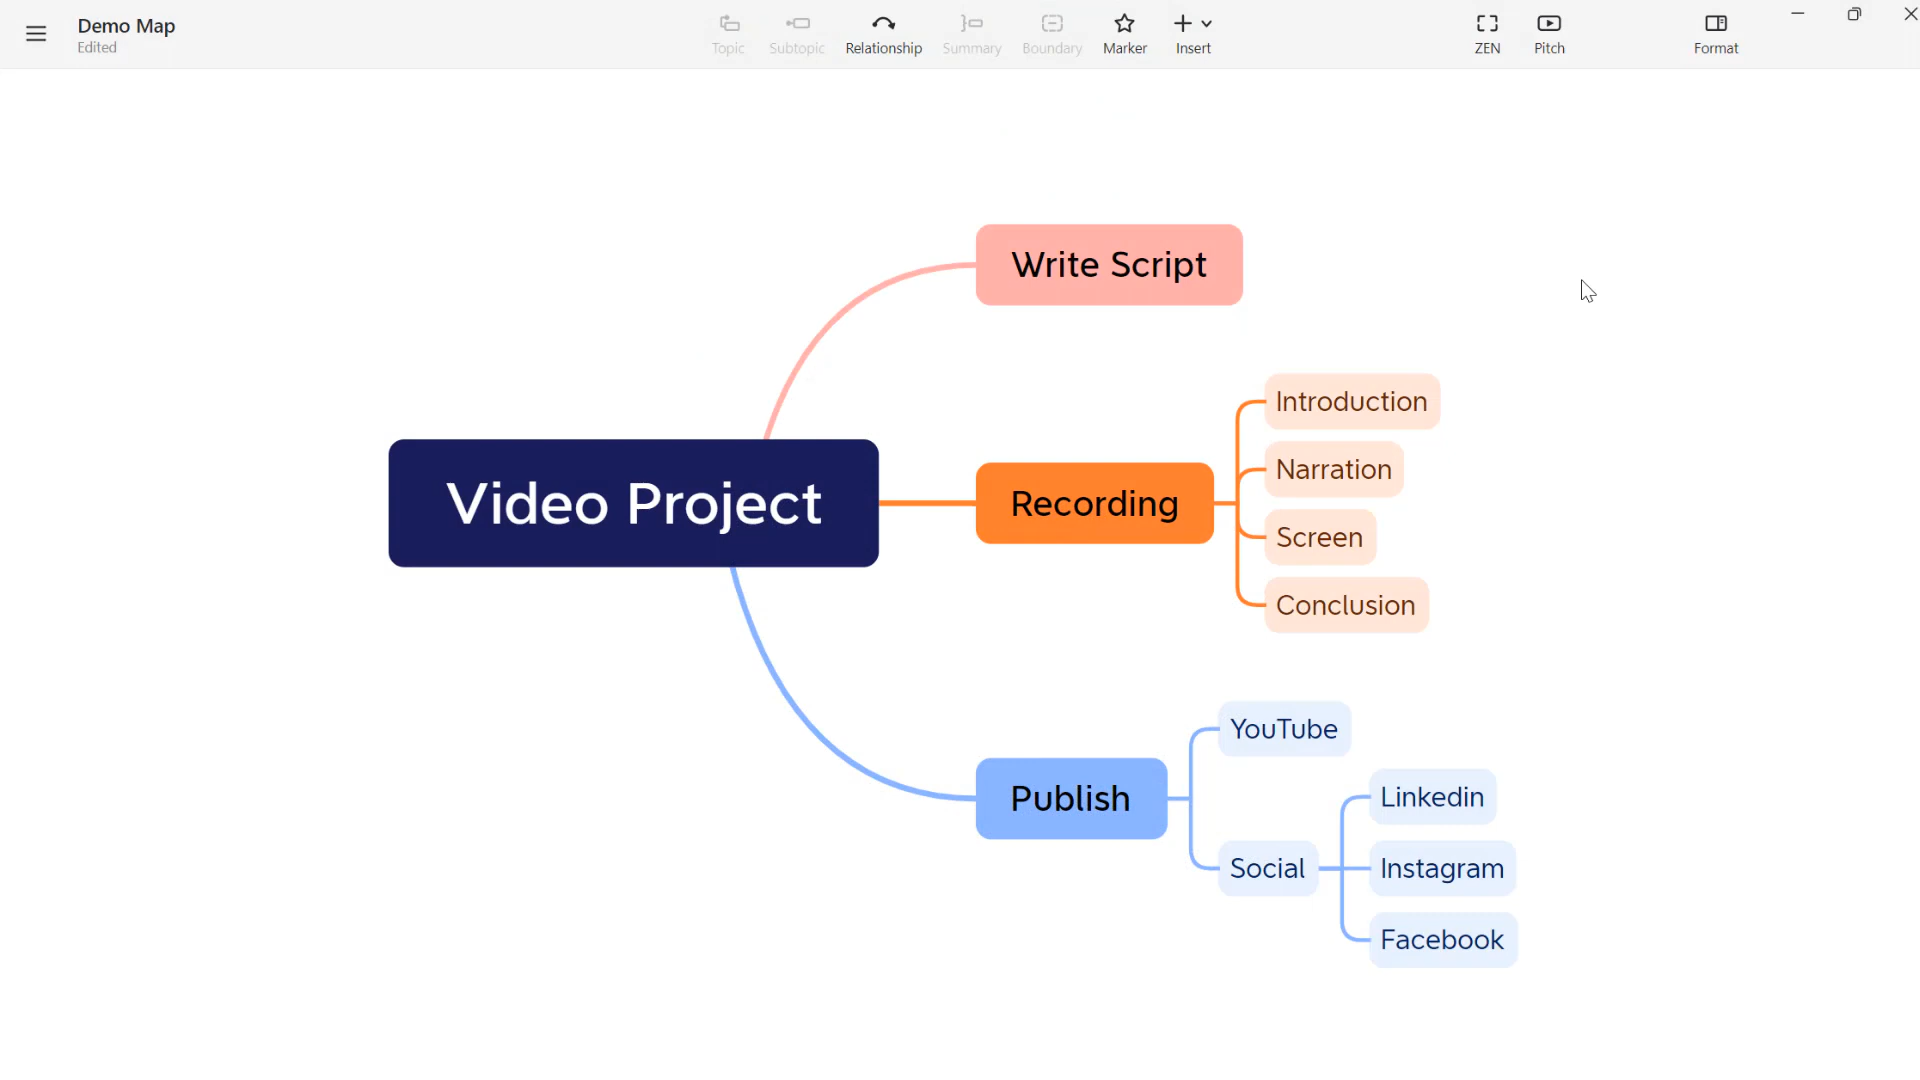 Demo Map
Edited
Topic
Subtopic
Relationship
Summary
Boundary
Marker
Insert
ZEN
Pitch
Format
Write Script
Introduction
Narration
Video Project
Recording
Screen
Conclusion
YouTube
Publish
Linkedin
Social
Instagram
Facebook